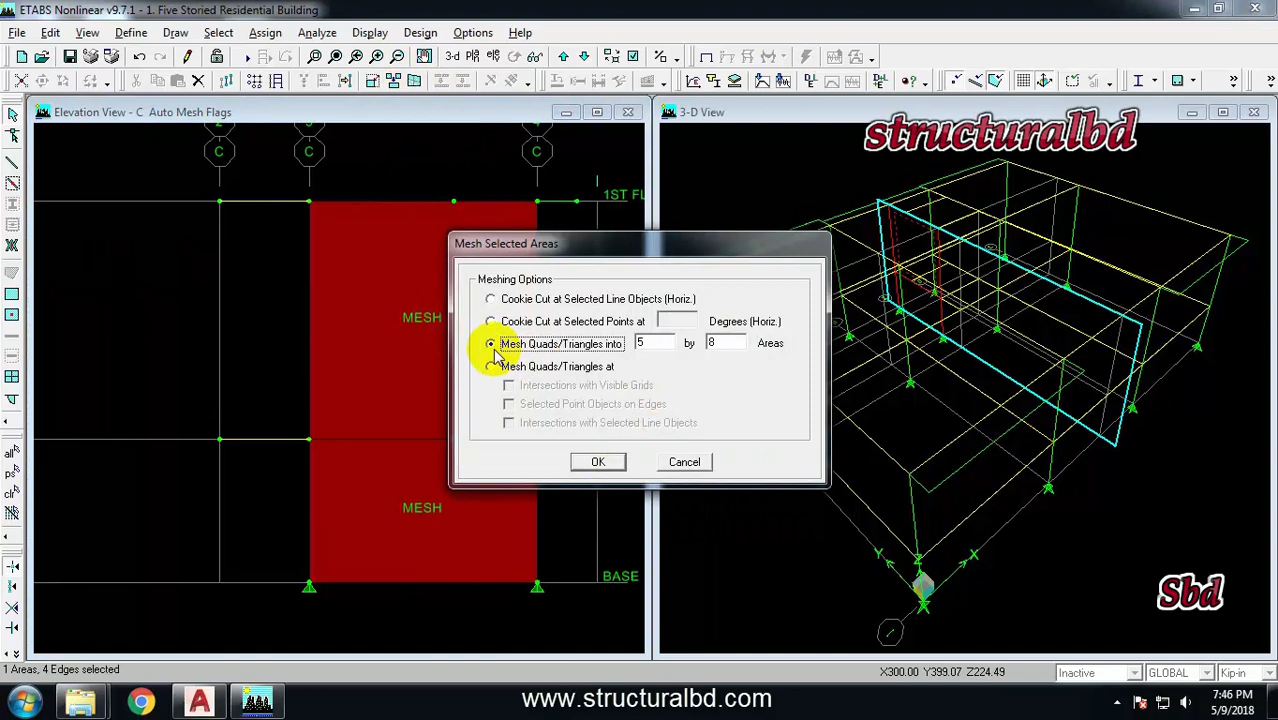 ETABS Nonlinear v9.7.1 - 1. Five Storied Residential Building
File Edit View Define Draw Select Assign Analyze Display Design Options Help
3-d
Elevation View - C Auto Mesh Flags
3-D View
structuralbd
C C C
1ST FL
MESH
MESH
BASE
Mesh Selected Areas
Meshing Options
Cookie Cut at Selected Line Objects (Horiz.)
Cookie Cut at Selected Points at Degrees (Horiz.)
Mesh Quads/Triangles into 5 by 8 Areas
Mesh Quads/Triangles at
Intersections with Visible Grids
Selected Point Objects on Edges
Intersections with Selected Line Objects
OK Cancel
all
ps
clr
Y Z X
X
Sbd
1 Areas, 4 Edges selected
X300.00 Y399.07 Z224.49
Inactive GLOBAL Kip-in
www.structuralbd.com
7:46 PM
5/9/2018